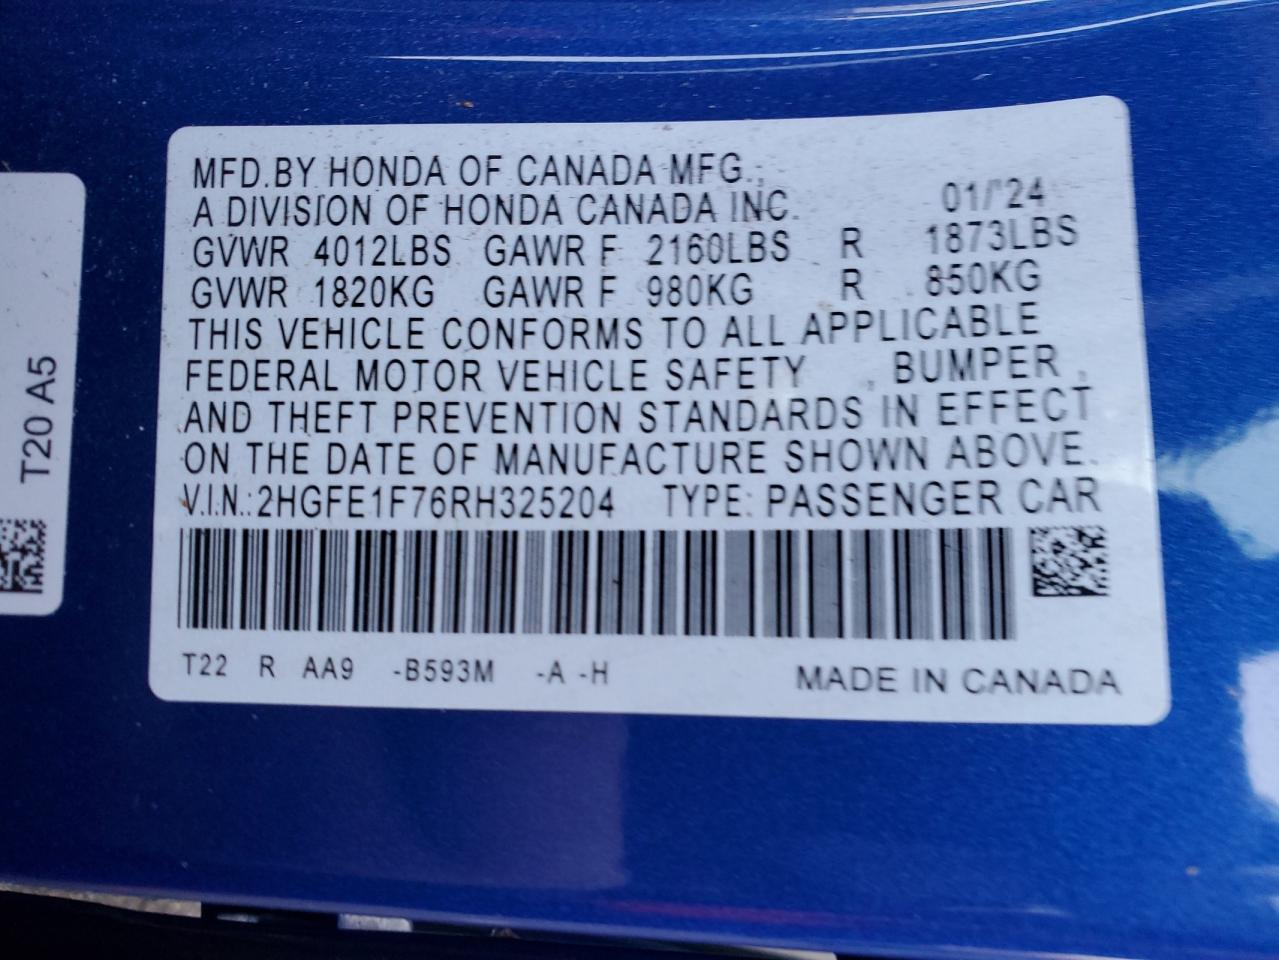 MFD.BY HONDA OF CANADA MFG.,
A DIVISION OF HONDA CANADA INC. 01/'24
GVWR 4012LBS GAWR F 2160LBS R 1873LBS
GVWR 1820KG GAWR F 980KG R 850KG
THIS VEHICLE CONFORMS TO ALL APPLICABLE
FEDERAL MOTOR VEHICLE SAFETY , BUMPER ,
AND THEFT PREVENTION STANDARDS IN EFFECT
ON THE DATE OF MANUFACTURE SHOWN ABOVE.
V.I.N.:2HGFE1F76RH325204 TYPE: PASSENGER CAR
T22 R AA9 -B593M -A -H
MADE IN CANADA
T20 A5